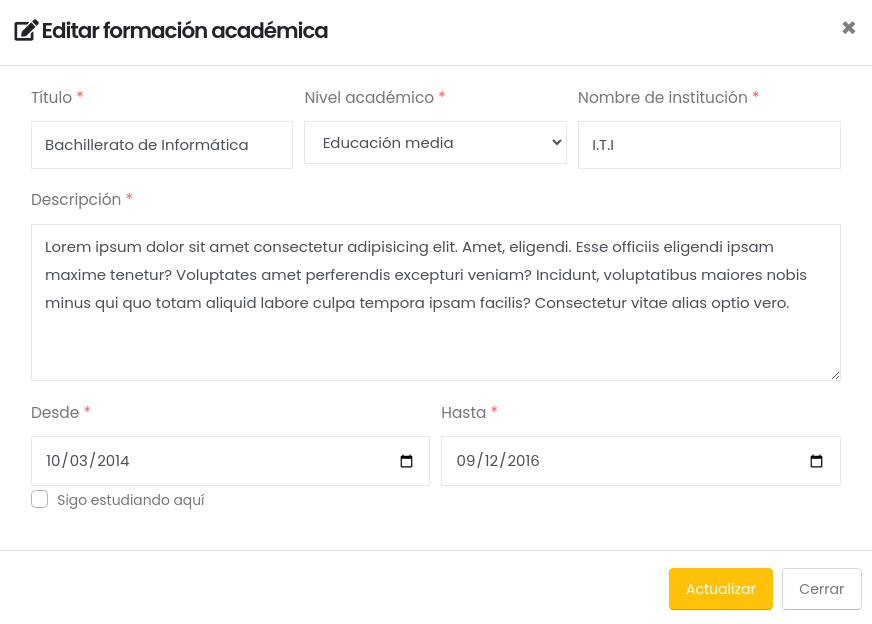 Editar formación académica
Título * Nivel académico * Nombre de institución *
Bachillerato de Informática Educación media I.T.I
Descripción *
Lorem ipsum dolor sit amet consectetur adipisicing elit. Amet, eligendi. Esse officiis eligendi ipsam
maxime tenetur? Voluptates amet perferendis excepturi veniam? Incidunt, voluptatibus maiores nobis
minus qui quo totam aliquid labore culpa tempora ipsam facilis? Consectetur vitae alias optio vero.
Desde * Hasta *
10/03/2014 09/12/2016
Sigo estudiando aquí
Actualizar Cerrar